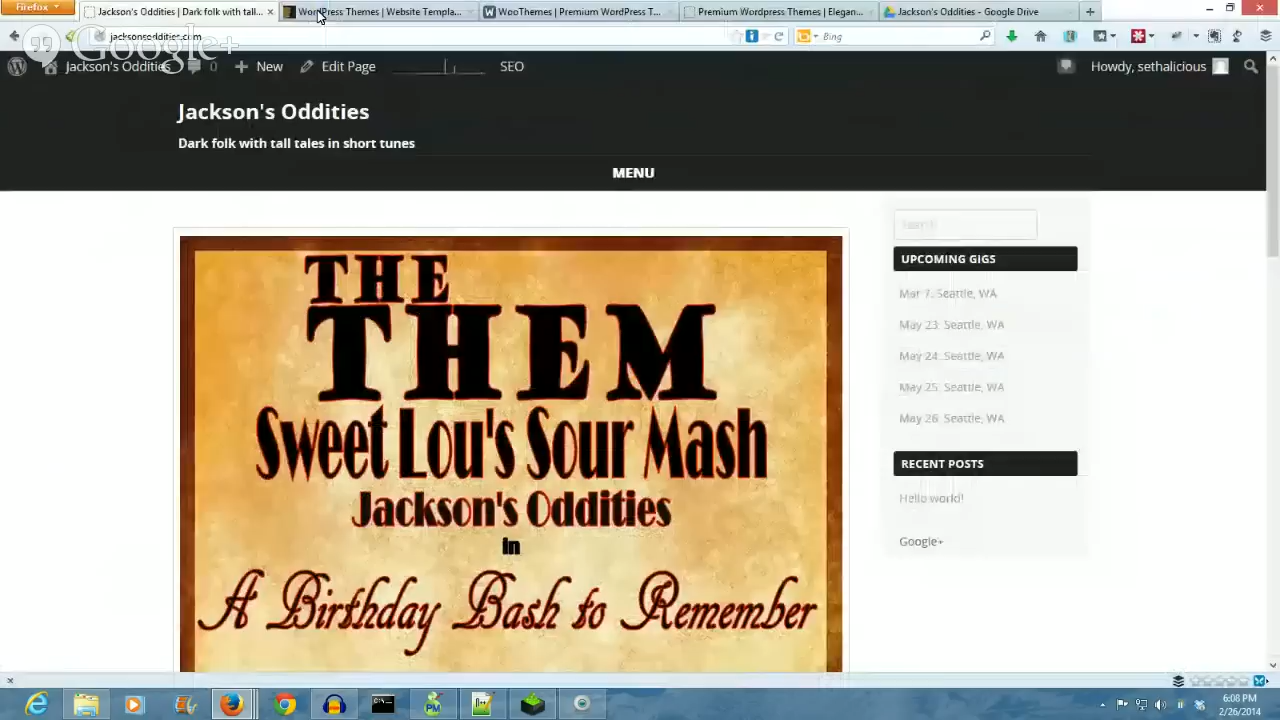 Firefox
Jackson's Oddities | Dark folk with tall...
WordPress Themes | Website Templa...
WooThemes | Premium WordPress T...
Premium Wordpress Themes | Elegan...
Jackson's Oddities - Google Drive
jacksonsoddities.com
Bing
Google+
Jackson's Oddities
0
New
Edit Page
SEO
Howdy, sethalicious
Jackson's Oddities
Dark folk with tall tales in short tunes
MENU
THE
THEM
Sweet Lou's Sour Mash
Jackson's Oddities
in
A Birthday Bash to Remember
Search
UPCOMING GIGS
Mar 7: Seattle, WA
May 23: Seattle, WA
May 24: Seattle, WA
May 25: Seattle, WA
May 26: Seattle, WA
RECENT POSTS
Hello world!
Google+
6:08 PM
2/26/2014